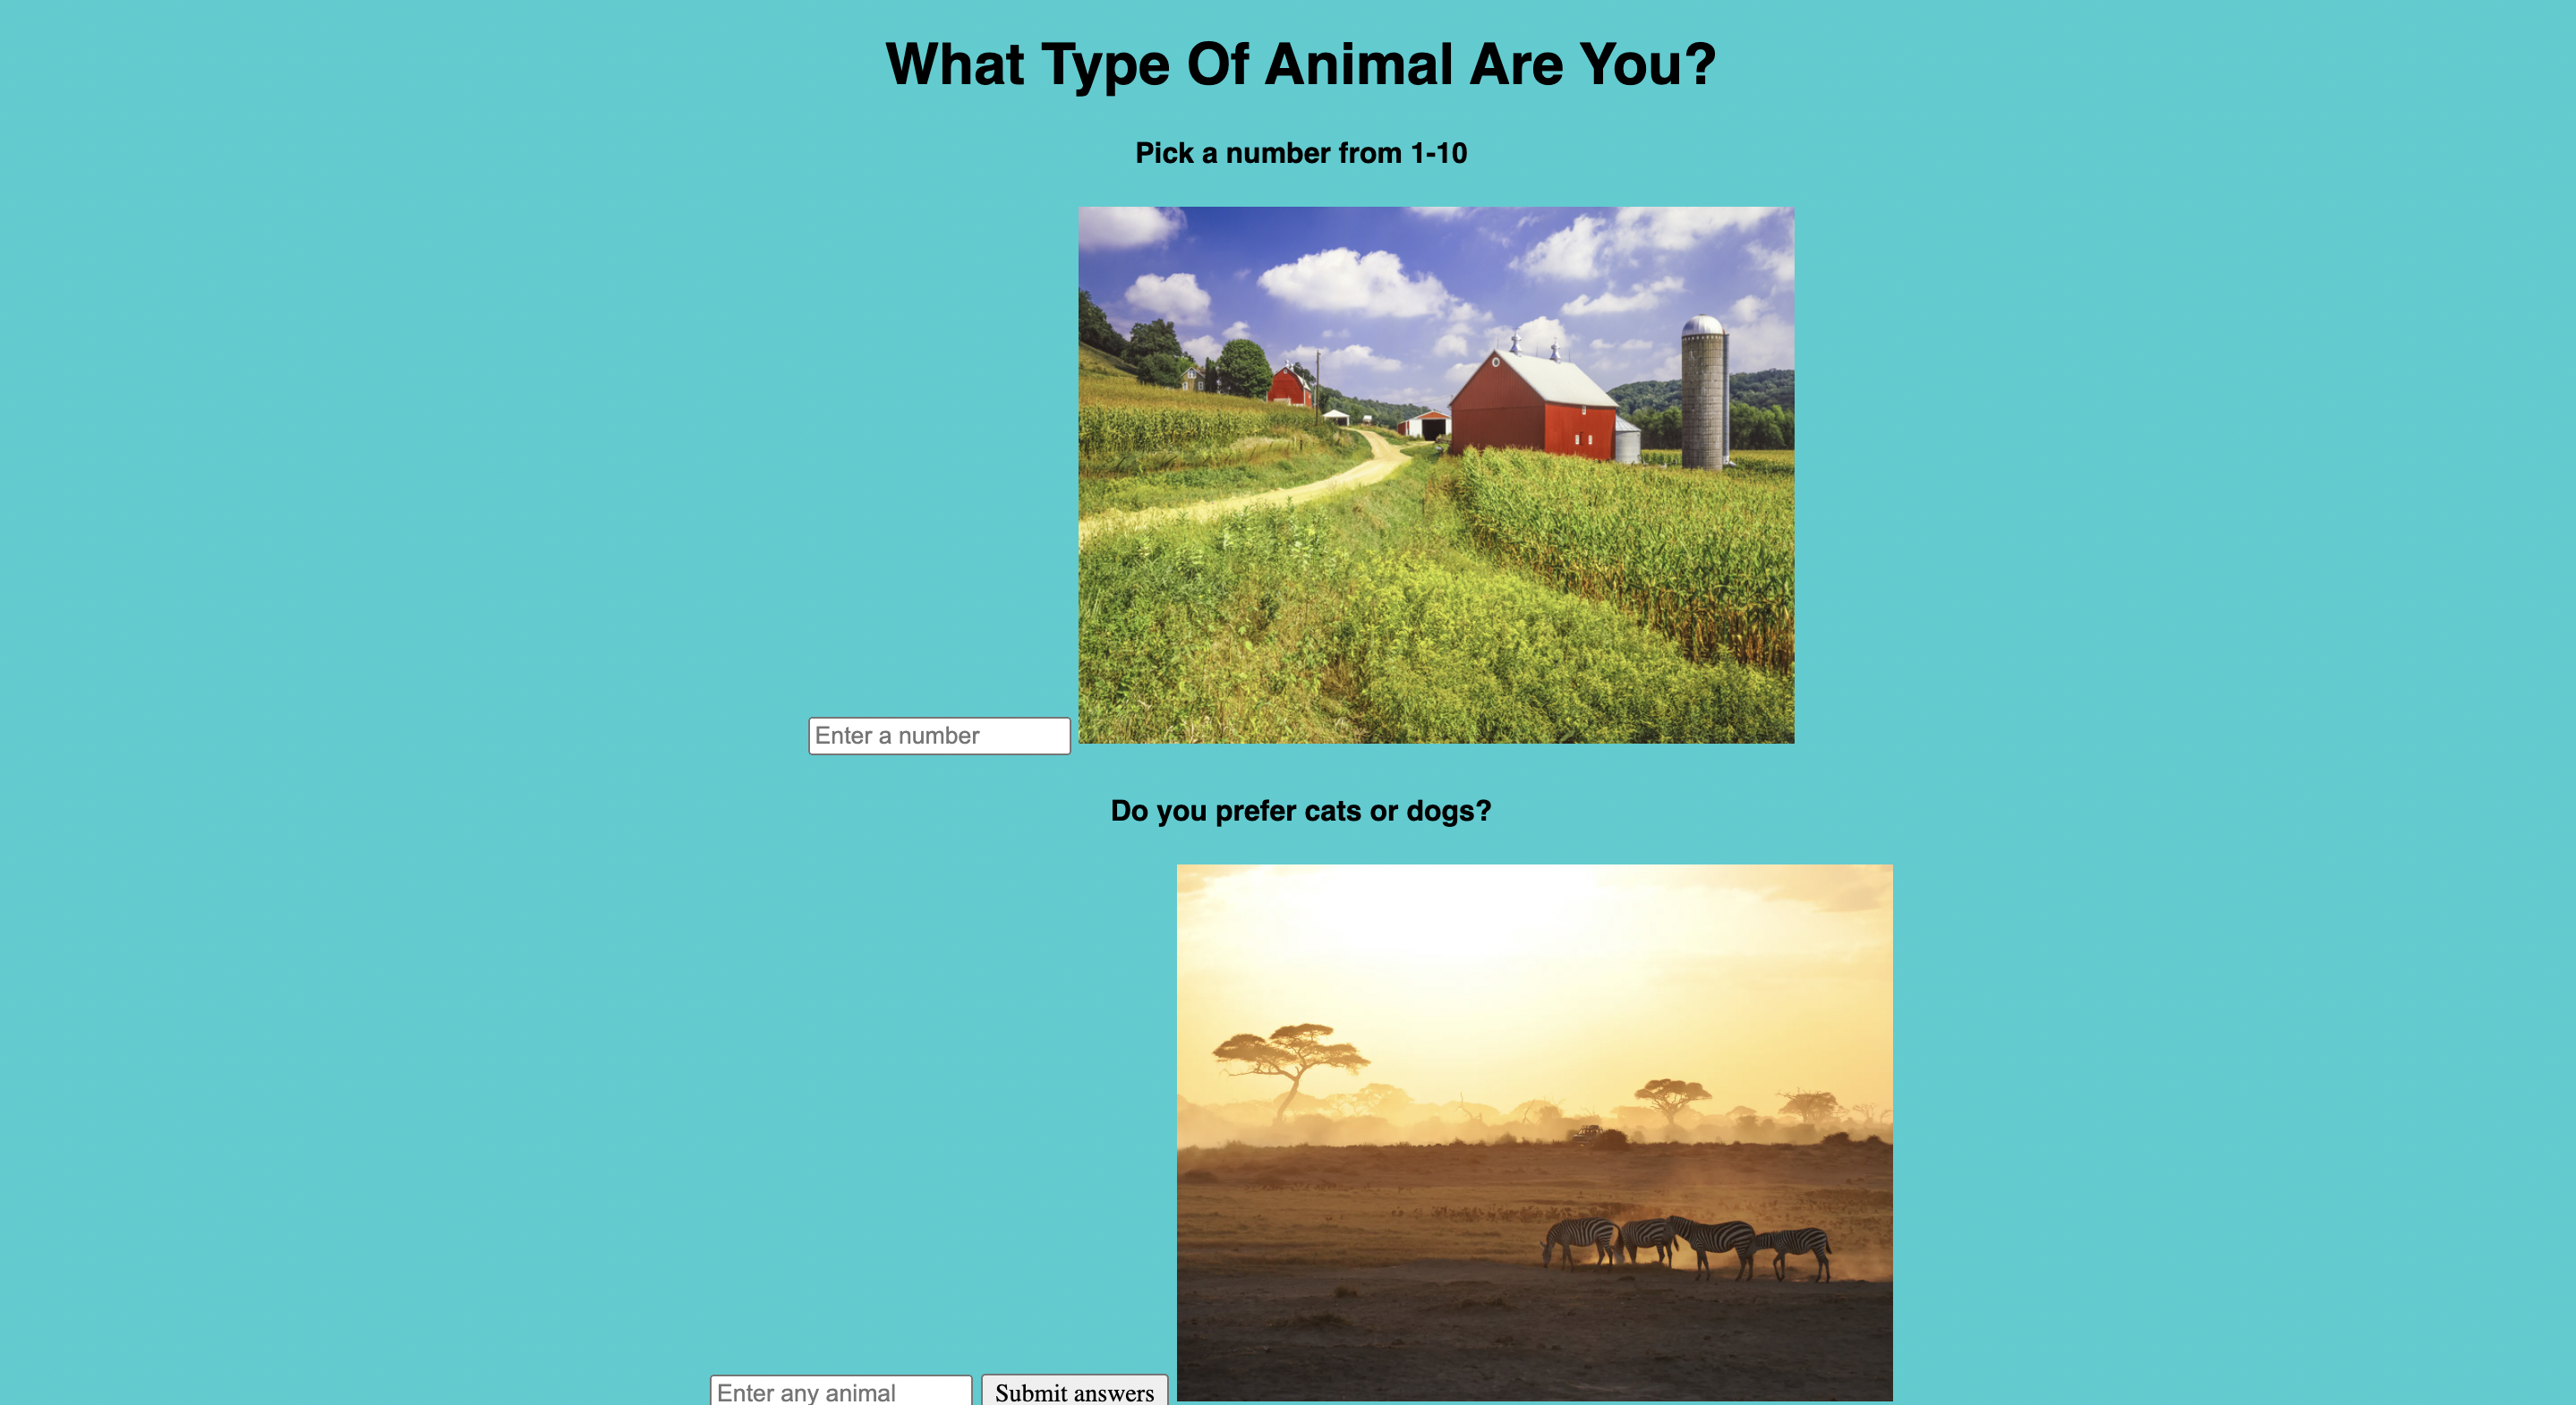 What Type Of Animal Are You?
Pick a number from 1-10
Enter a number
Do you prefer cats or dogs?
Enter any animal
Submit answers